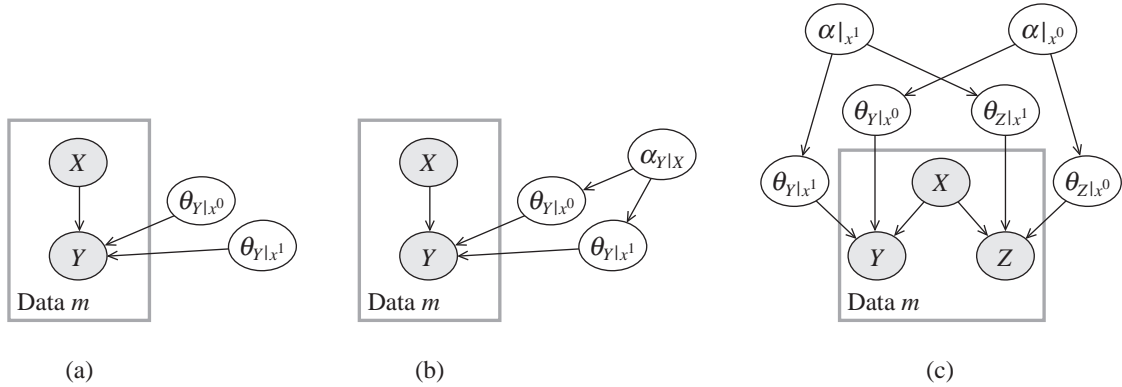 X
θ_{Y|x^0}
Y
θ_{Y|x^1}
Data m
(a)
X
α_{Y|X}
θ_{Y|x^0}
Y
θ_{Y|x^1}
Data m
(b)
α|_{x^1}
α|_{x^0}
θ_{Y|x^0}
θ_{Z|x^1}
θ_{Y|x^1}
X
θ_{Z|x^0}
Y
Z
Data m
(c)